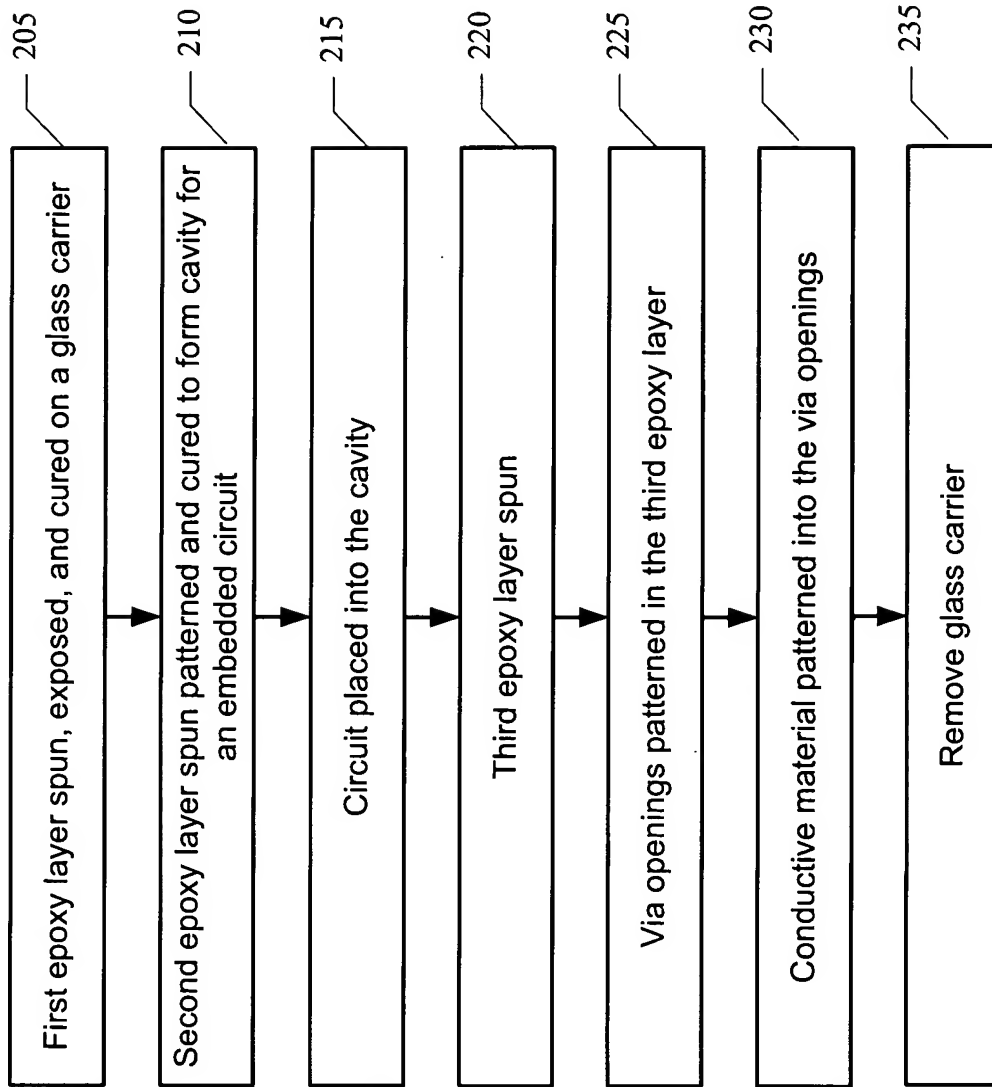 205
First epoxy layer spun, exposed, and cured on a glass carrier
210
Second epoxy layer spun patterned and cured to form cavity for
an embedded circuit
215
Circuit placed into the cavity
220
Third epoxy layer spun
225
Via openings patterned in the third epoxy layer
230
Conductive material patterned into the via openings
235
Remove glass carrier